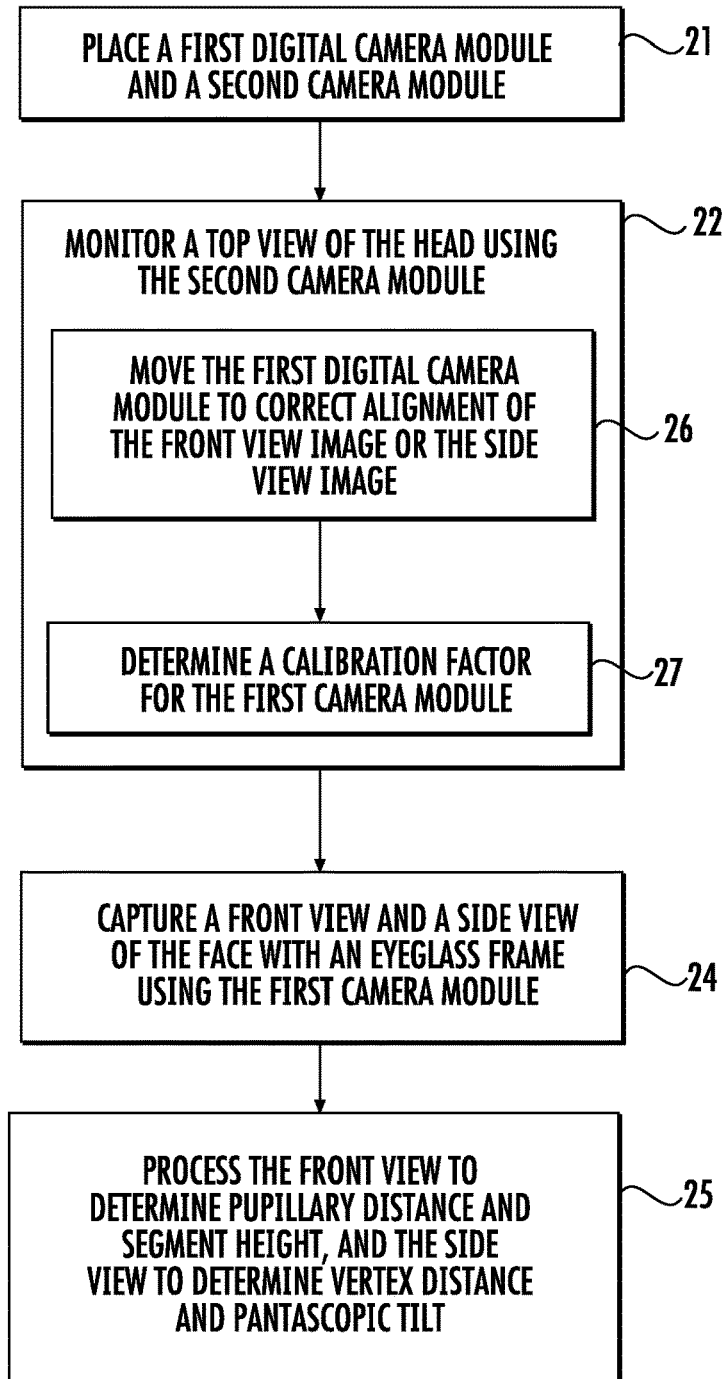 PLACE A FIRST DIGITAL CAMERA MODULE
AND A SECOND CAMERA MODULE
21
MONITOR A TOP VIEW OF THE HEAD USING
THE SECOND CAMERA MODULE
22
MOVE THE FIRST DIGITAL CAMERA
MODULE TO CORRECT ALIGNMENT OF
THE FRONT VIEW IMAGE OR THE SIDE
VIEW IMAGE
26
DETERMINE A CALIBRATION FACTOR
FOR THE FIRST CAMERA MODULE
27
CAPTURE A FRONT VIEW AND A SIDE VIEW
OF THE FACE WITH AN EYEGLASS FRAME
USING THE FIRST CAMERA MODULE
24
PROCESS THE FRONT VIEW TO
DETERMINE PUPILLARY DISTANCE AND
SEGMENT HEIGHT, AND THE SIDE
VIEW TO DETERMINE VERTEX DISTANCE
AND PANTASCOPIC TILT
25